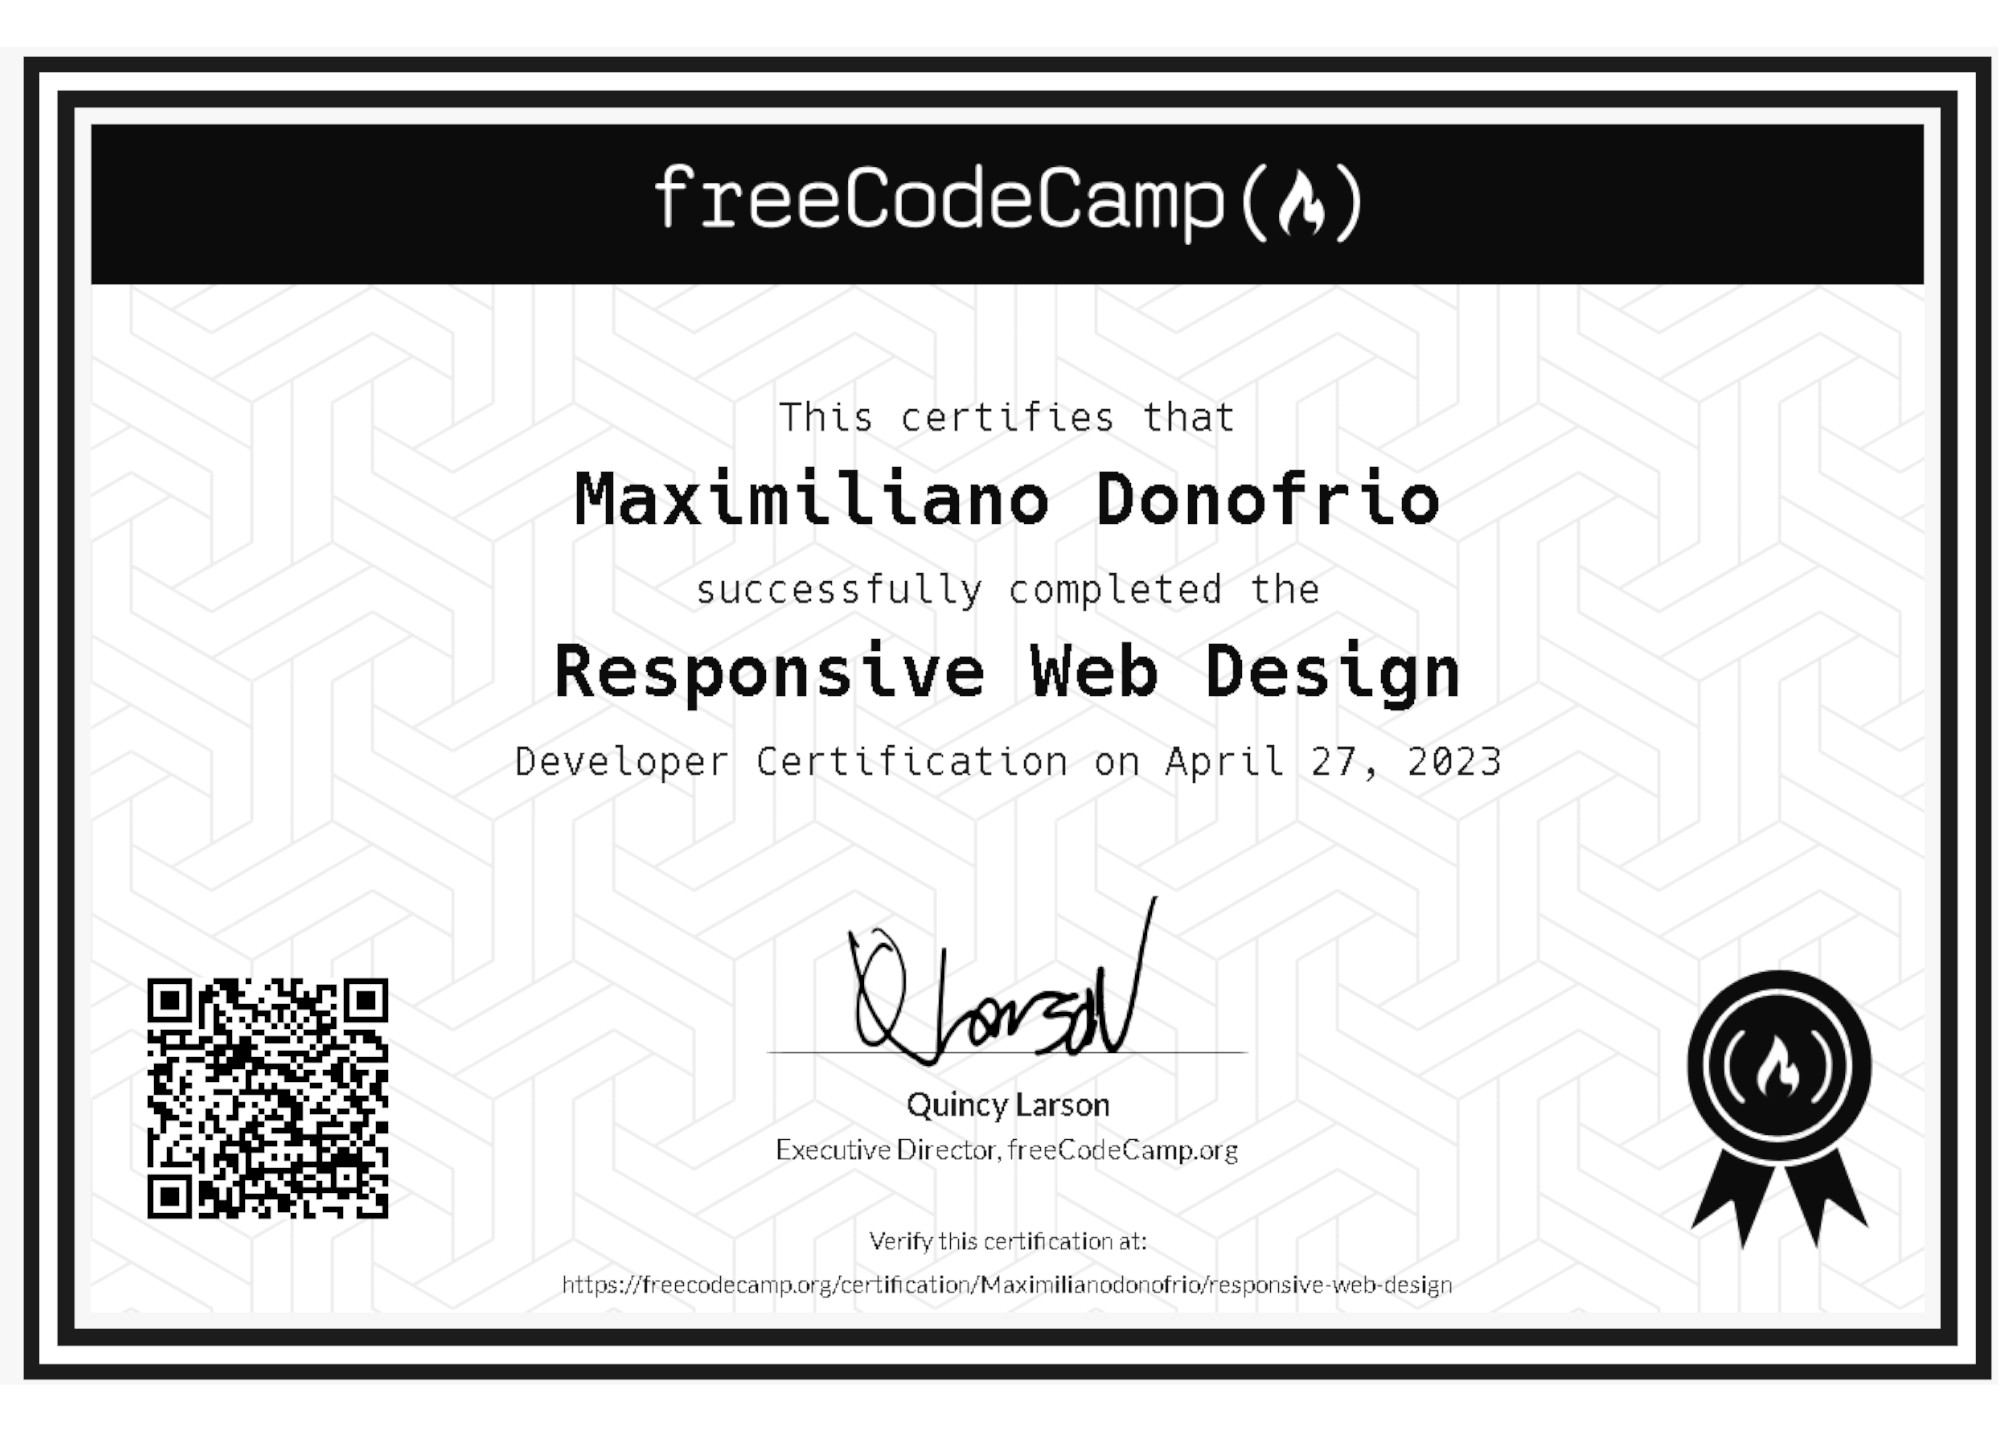 freeCodeCamp
This certifies that
Maximiliano Donofrio
successfully completed the
Responsive Web Design
Developer Certification on April 27, 2023
QLarson
Quincy Larson
Executive Director, freeCodeCamp.org
Verify this certification at:
https://freecodecamp.org/certification/Maximilianodonofrio/responsive-web-design